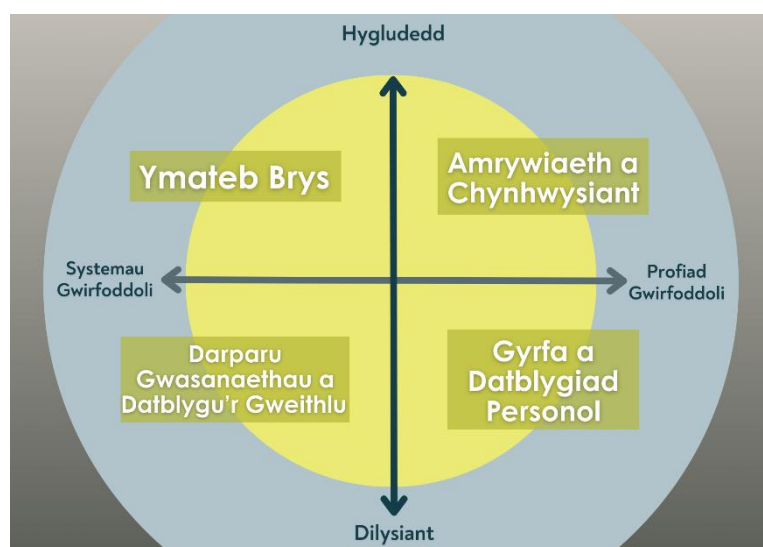 Hygludedd
Ymateb Brys
Amrywiaeth a
Chynhwysiant
Systemau
Gwirfoddoli
Profiad
Gwirfoddoli
Darparu
Gwasanaethau a
Datblygu'r Gweithlu
Gyrfa a
Datblygiad
Personol
Dilysiant